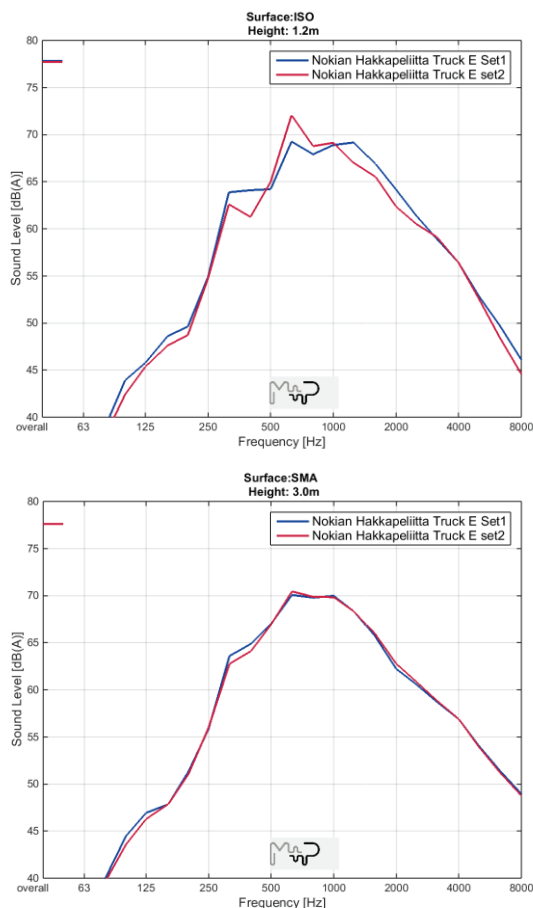 Surface:ISO
Height: 1.2m
Nokian Hakkapeliitta Truck E Set1
Nokian Hakkapeliitta Truck E set2
Sound Level [dB(A)]
80
75
70
65
60
55
50
45
40
overall 63 125 250 500 1000 2000 4000 8000
Frequency [Hz]
M+P
Surface:SMA
Height: 3.0m
Nokian Hakkapeliitta Truck E Set1
Nokian Hakkapeliitta Truck E set2
Sound Level [dB(A)]
80
75
70
65
60
55
50
45
40
overall 63 125 250 500 1000 2000 4000 8000
Frequency [Hz]
M+P